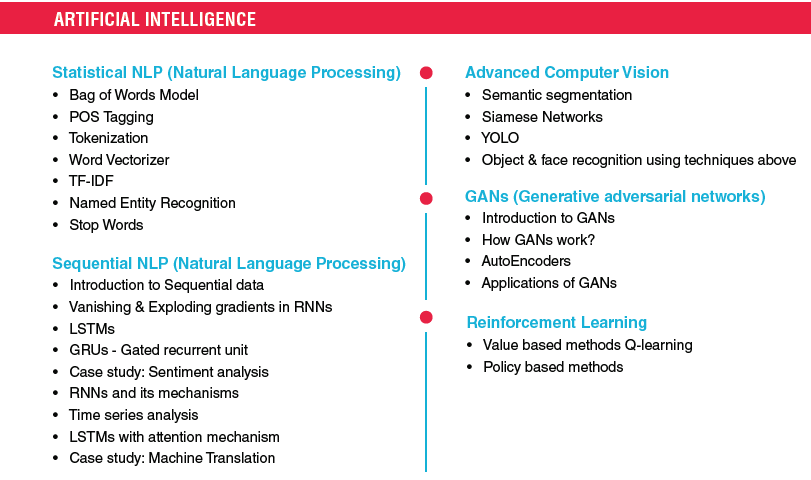 ARTIFICIAL INTELLIGENCE
Statistical NLP (Natural Language Processing)
• Bag of Words Model
• POS Tagging
• Tokenization
• Word Vectorizer
• TF-IDF
• Named Entity Recognition
• Stop Words
Sequential NLP (Natural Language Processing)
• Introduction to Sequential data
• Vanishing & Exploding gradients in RNNs
• LSTMs
• GRUs - Gated recurrent unit
• Case study: Sentiment analysis
• RNNs and its mechanisms
• Time series analysis
• LSTMs with attention mechanism
• Case study: Machine Translation
Advanced Computer Vision
• Semantic segmentation
• Siamese Networks
• YOLO
• Object & face recognition using techniques above
GANs (Generative adversarial networks)
• Introduction to GANs
• How GANs work?
• AutoEncoders
• Applications of GANs
Reinforcement Learning
• Value based methods Q-learning
• Policy based methods